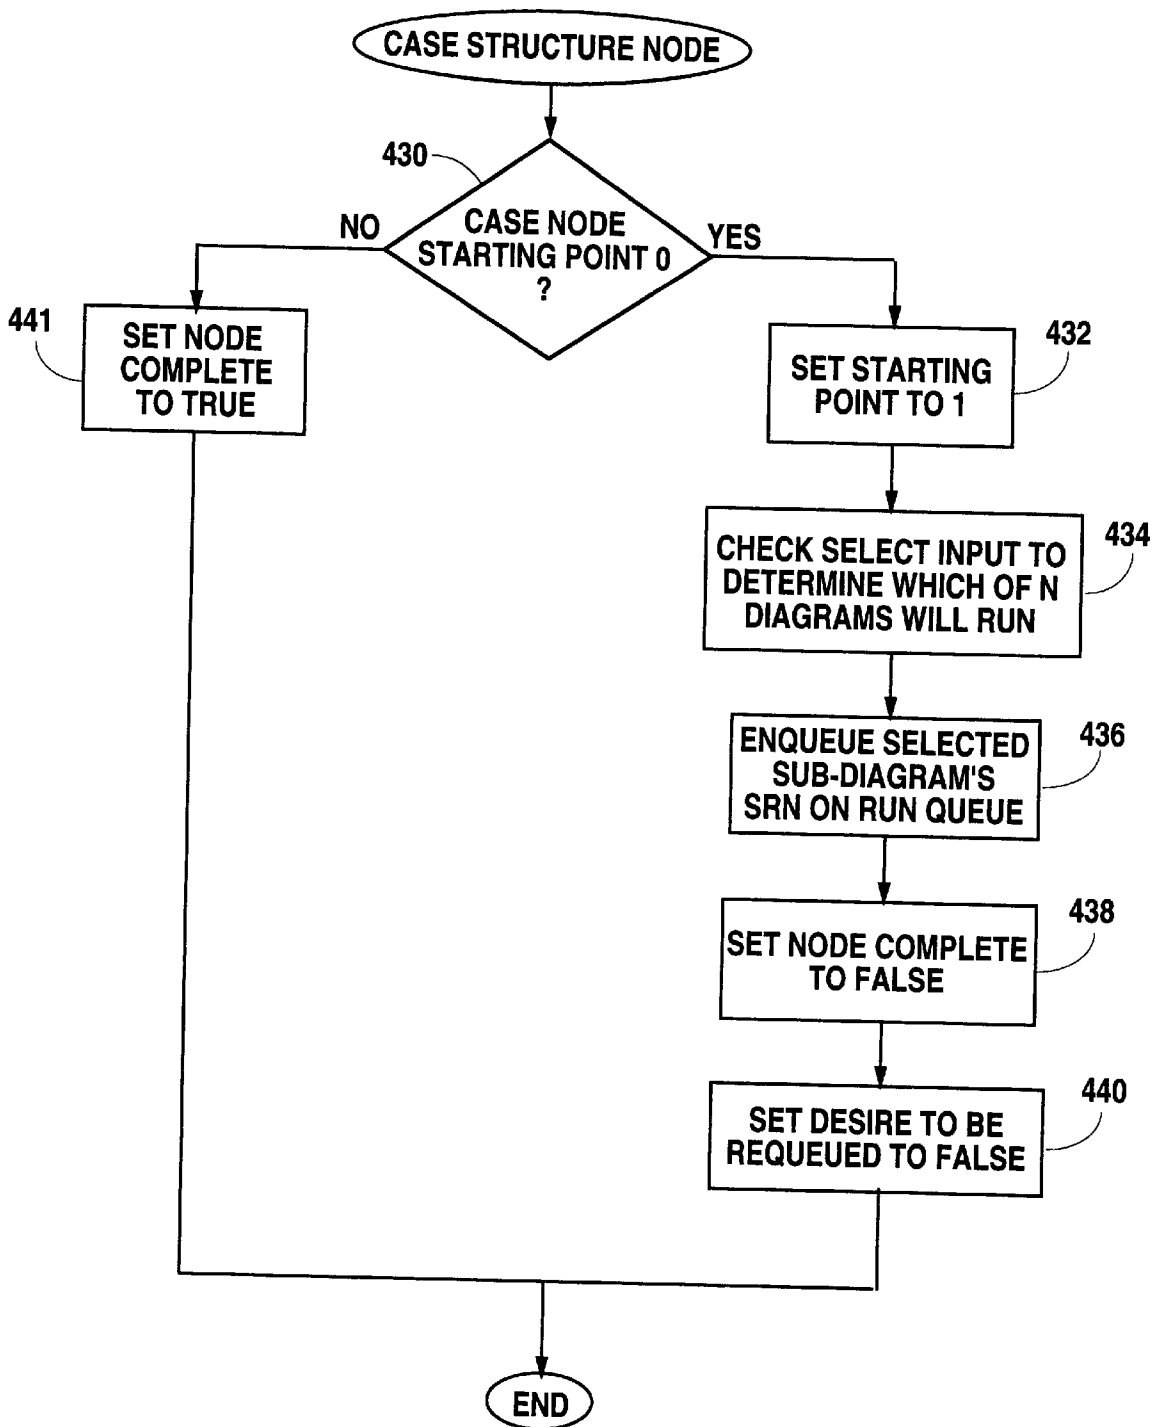 CASE STRUCTURE NODE
430
CASE NODE
STARTING POINT 0
?
NO
YES
441
SET NODE
COMPLETE
TO TRUE
432
SET STARTING
POINT TO 1
434
CHECK SELECT INPUT TO
DETERMINE WHICH OF N
DIAGRAMS WILL RUN
436
ENQUEUE SELECTED
SUB-DIAGRAM'S
SRN ON RUN QUEUE
438
SET NODE COMPLETE
TO FALSE
440
SET DESIRE TO BE
REQUEUED TO FALSE
END